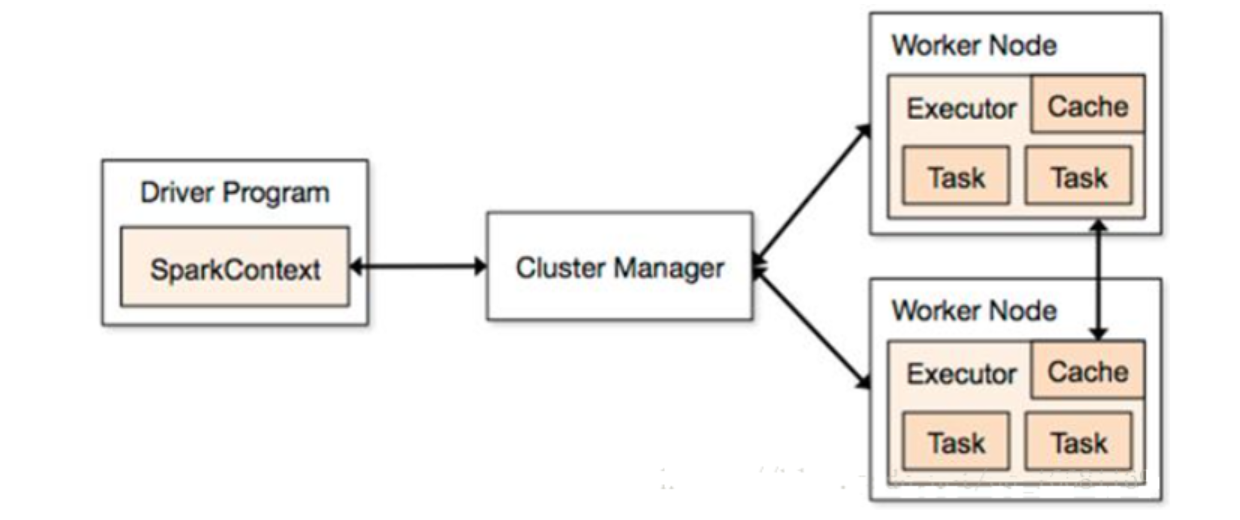 Driver Program
SparkContext
Cluster Manager
Worker Node
Executor
Cache
Task
Task
Worker Node
Executor
Cache
Task
Task